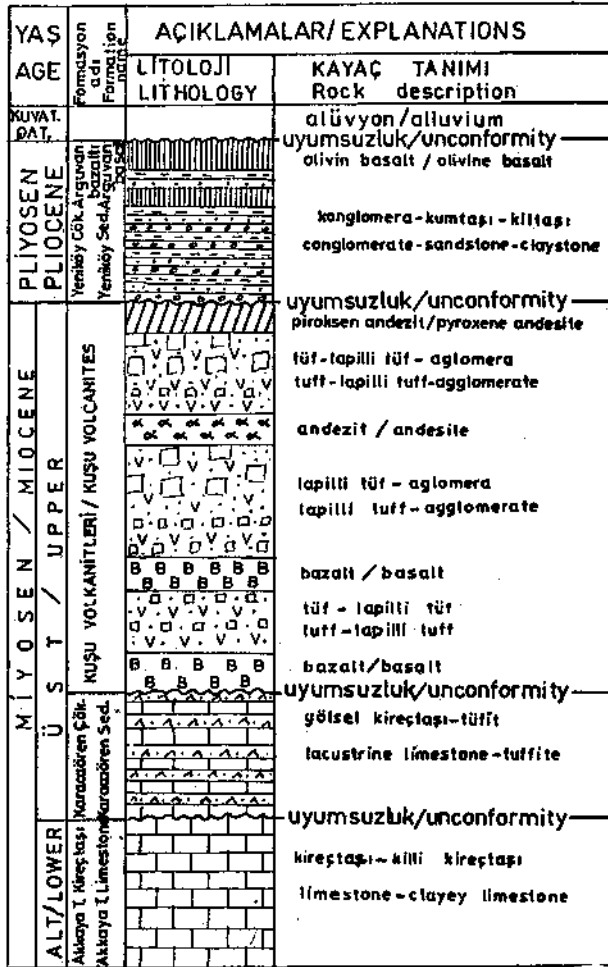 YAŞ
AGE
Formasyon
adı
Formation
name
AÇIKLAMALAR/ EXPLANATIONS
LİTOLOJİ
LITHOLOGY
KAYAÇ TANIMI
Rock description
KUVAT.
QAT.
alüvyon/alluvium
uyumsuzluk/unconformity
PLİYOSEN
PLIOCENE
Yeniköy Çök. Arguvan
bazaltı
Yeniköy Sed. Arguvan
basalt
olivin basalt / olivine basalt
konglomera-kumtaşı-kiltaşı
conglomerate-sandstone-claystone
uyumsuzluk/unconformity
MİYOSEN / MIOCENE
ÜST / UPPER
KUŞU VOLKANİTLERİ / KUŞU VOLCANITES
piroksen andezit/pyroxene andesite
tüf-lapilli tüf-aglomera
tuff-lapilli tuff-agglomerate
andezit / andesite
lapilli tüf-aglomera
lapilli tuff-agglomerate
bazalt / basalt
B B B B B B
B B B B B
tüf - lapilli tüf
tuff-lapilli tuff
bazalt/basalt
B B B B B
B B B B
uyumsuzluk/unconformity
Karacaören Çök.
Karacaören Sed.
gölsel kireçtaşı-tüfit
lacustrine limestone-tuffite
uyumsuzluk/unconformity
ALT/LOWER
Akkaya T. Kireçtaşı
Akkaya T. Limestone
kireçtaşı-killi kireçtaşı
limestone-clayey limestone